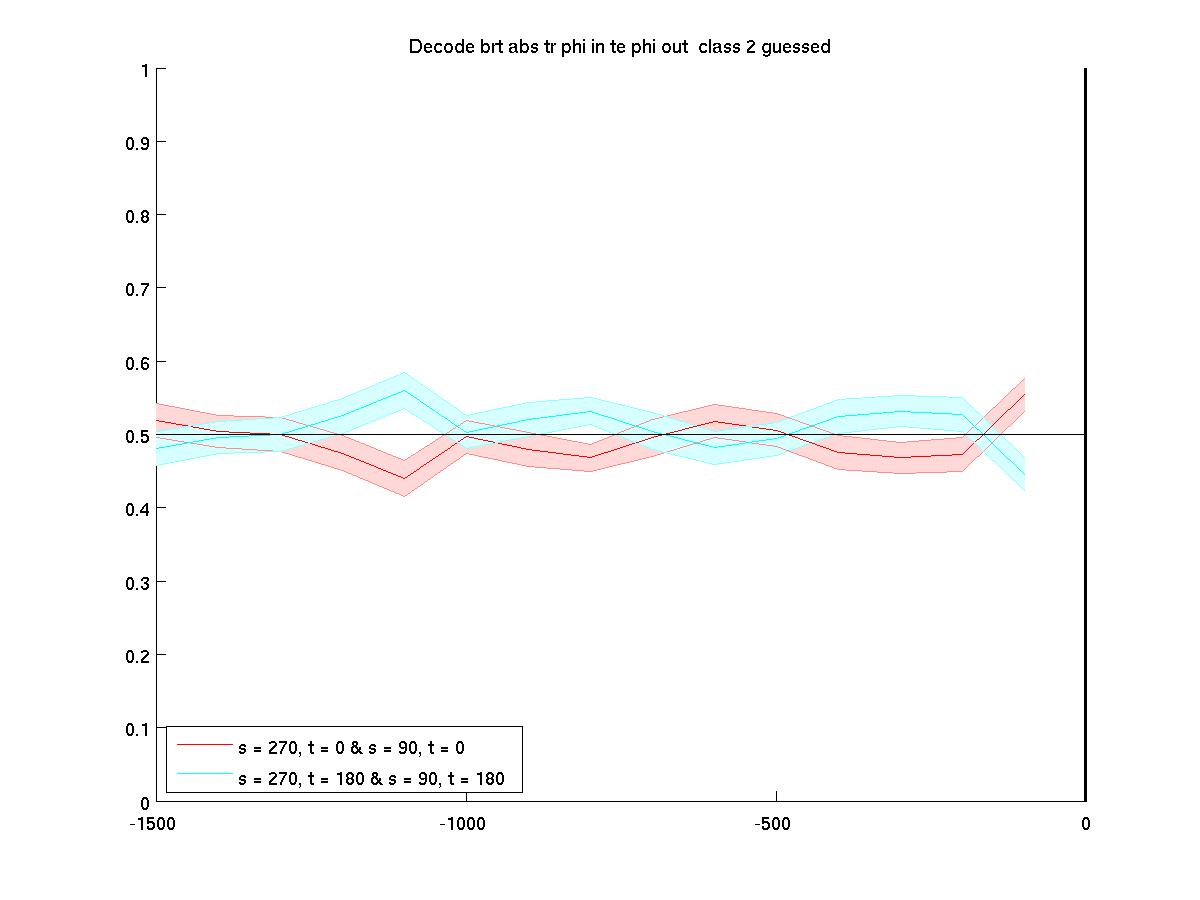 Decode brt abs tr phi in te phi out  class 2 guessed
1
0.9
0.8
0.7
0.6
0.5
0.4
0.3
0.2
0.1
0
s = 270, t = 0 & s = 90, t = 0
s = 270, t = 180 & s = 90, t = 180
-1500 -1000 -500 0